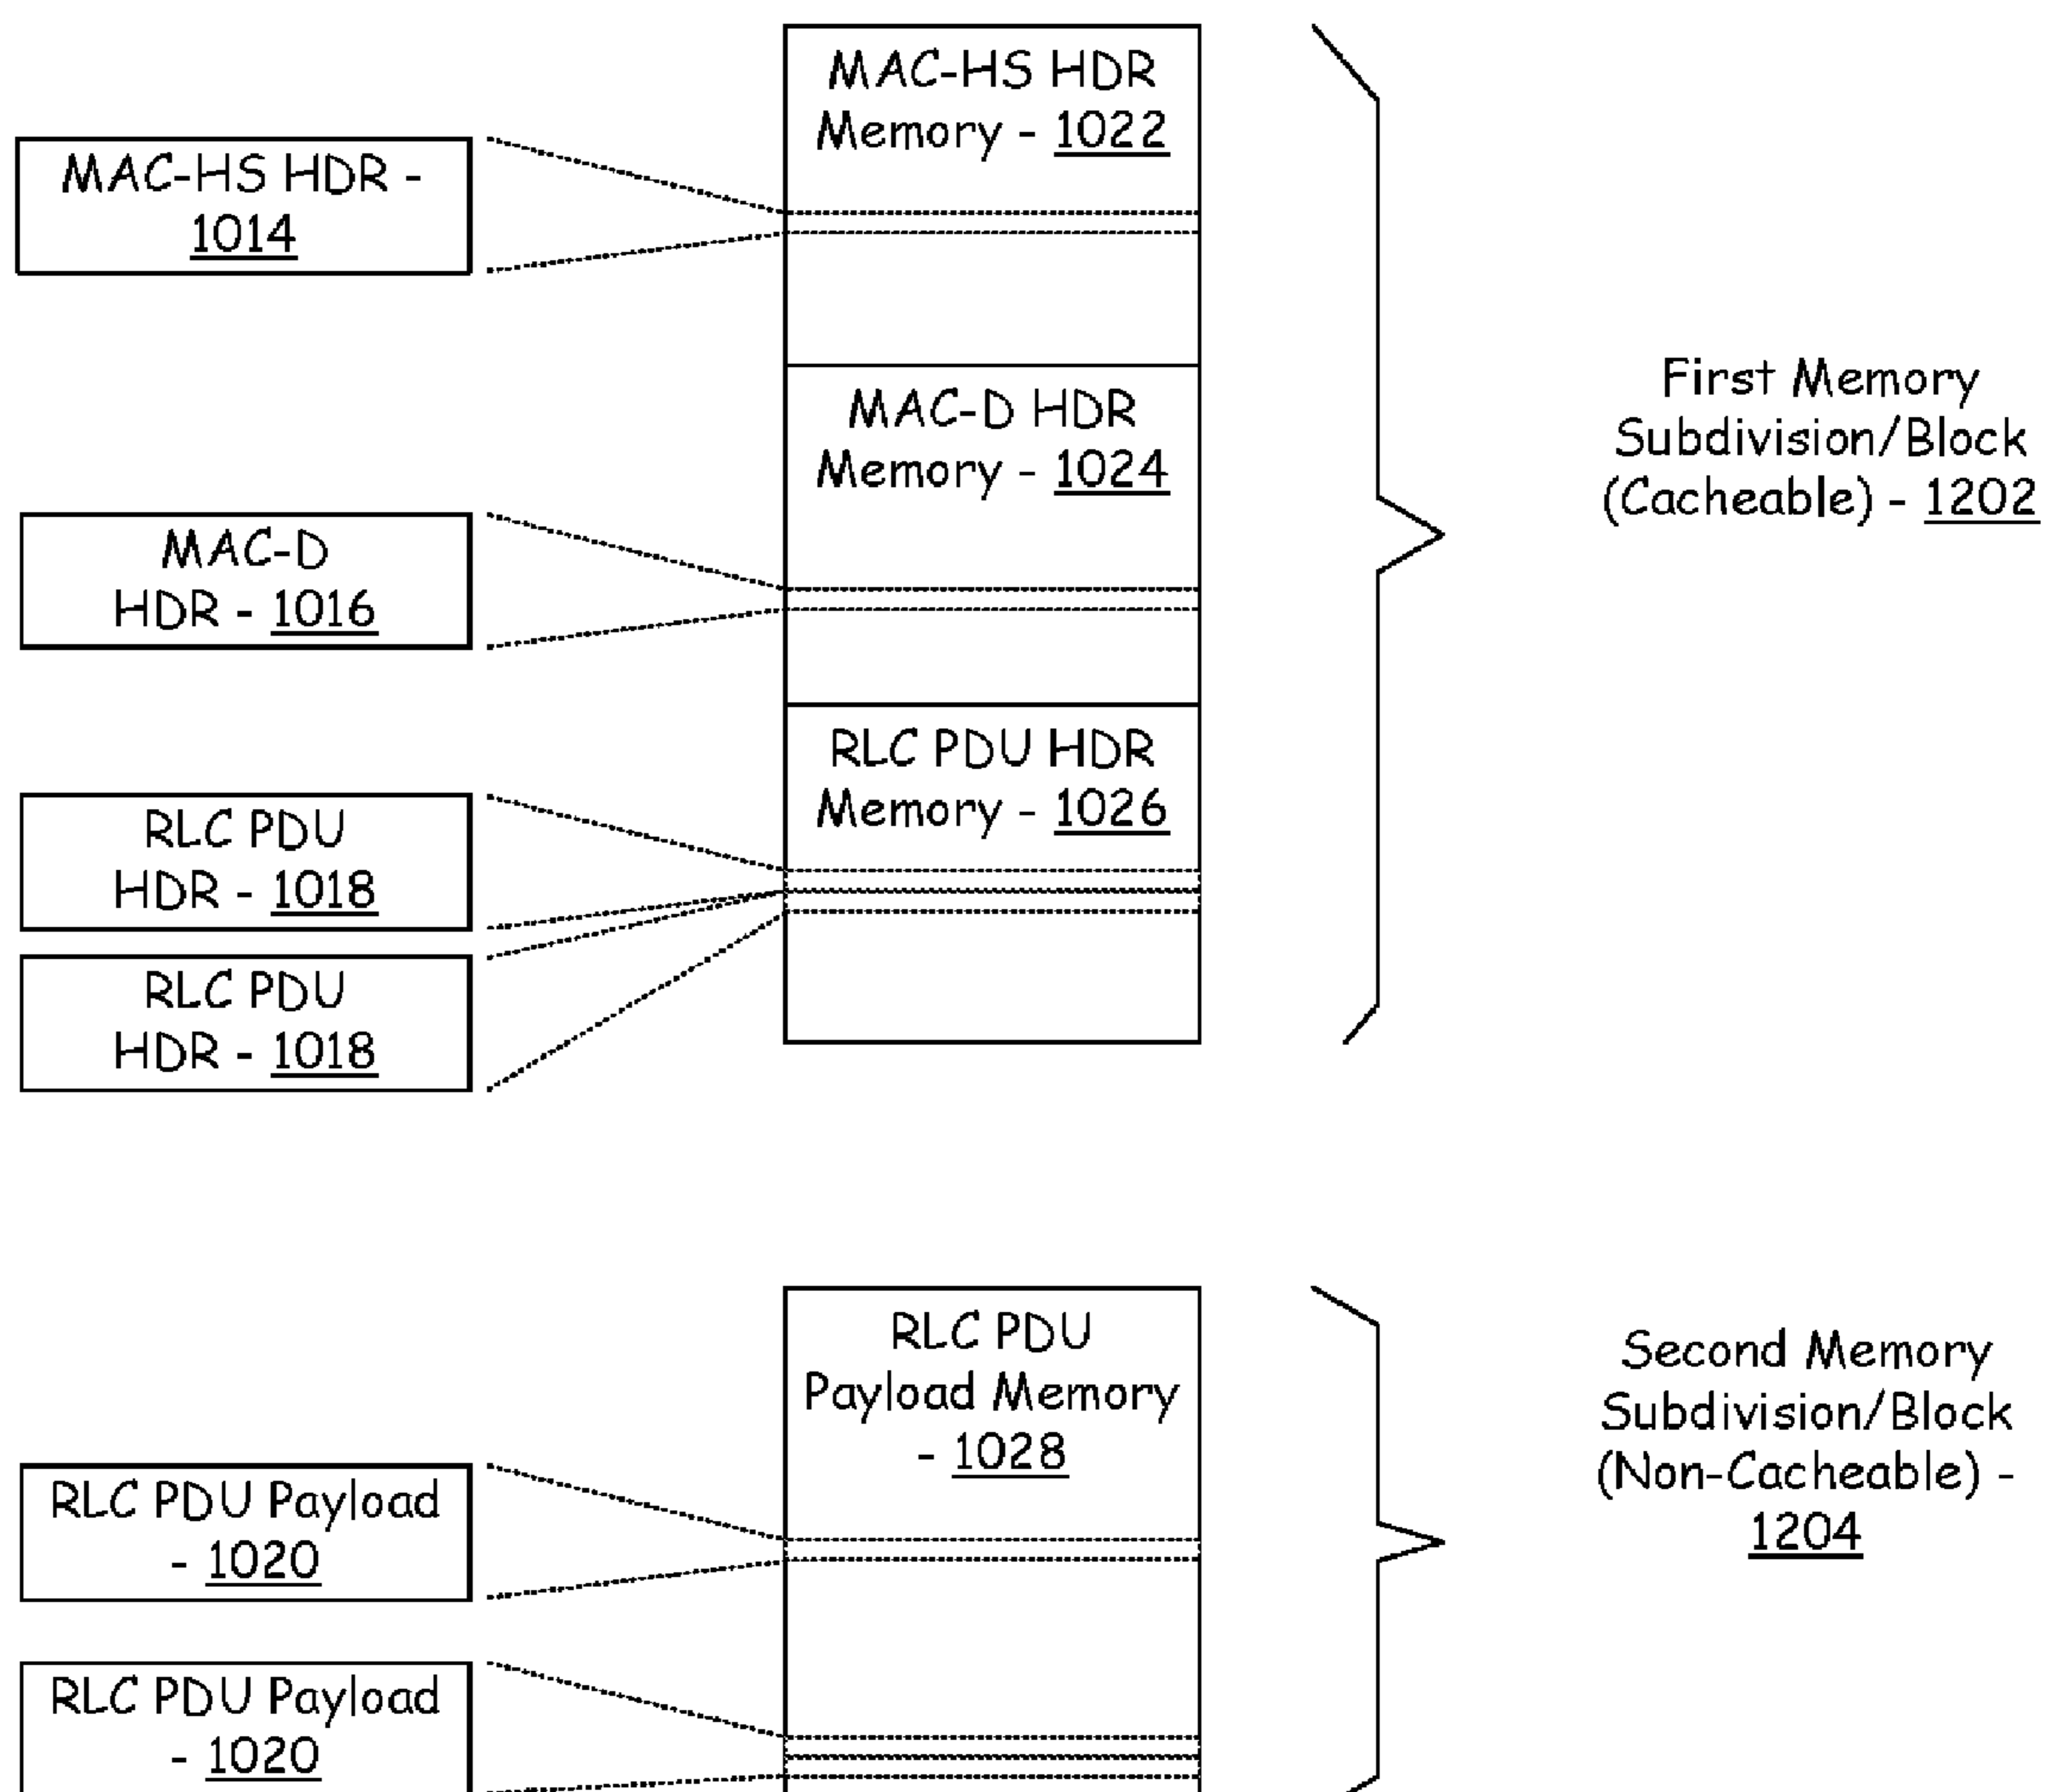 MAC-HS HDR
Memory - 1022
MAC-HS HDR -
1014
MAC-D HDR
Memory - 1024
First Memory
Subdivision/Block
(Cacheable) - 1202
MAC-D
HDR - 1016
RLC PDU HDR
Memory - 1026
RLC PDU
HDR - 1018
RLC PDU
HDR - 1018
RLC PDU
Payload Memory
- 1028
Second Memory
Subdivision/Block
(Non-Cacheable) -
1204
RLC PDU Payload
- 1020
RLC PDU Payload
- 1020